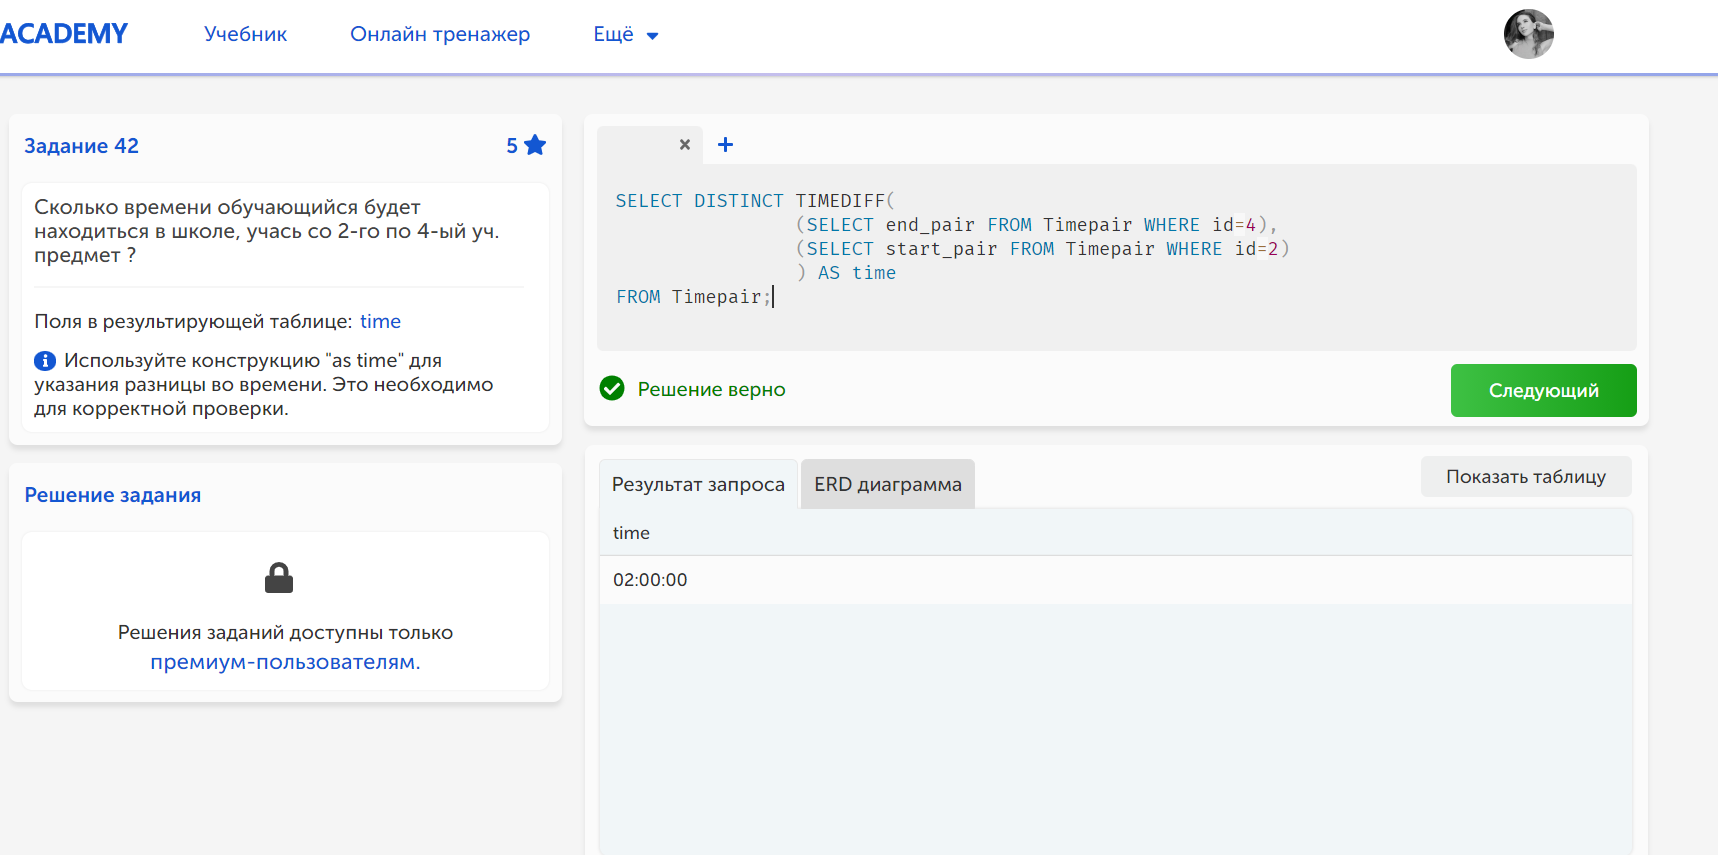 ACADEMY
Учебник
Онлайн тренажер
Ещё
Задание 42
5
Сколько времени обучающийся будет
находиться в школе, учась со 2-го по 4-ый уч.
предмет ?
Поля в результирующей таблице: time
Используйте конструкцию "as time" для
указания разницы во времени. Это необходимо
для корректной проверки.
Решение задания
Решения заданий доступны только
премиум-пользователям.
× +
SELECT DISTINCT TIMEDIFF(
(SELECT end_pair FROM Timepair WHERE id=4),
(SELECT start_pair FROM Timepair WHERE id=2)
) AS time
FROM Timepair;
Решение верно
Следующий
Результат запроса
ERD диаграмма
Показать таблицу
time
02:00:00